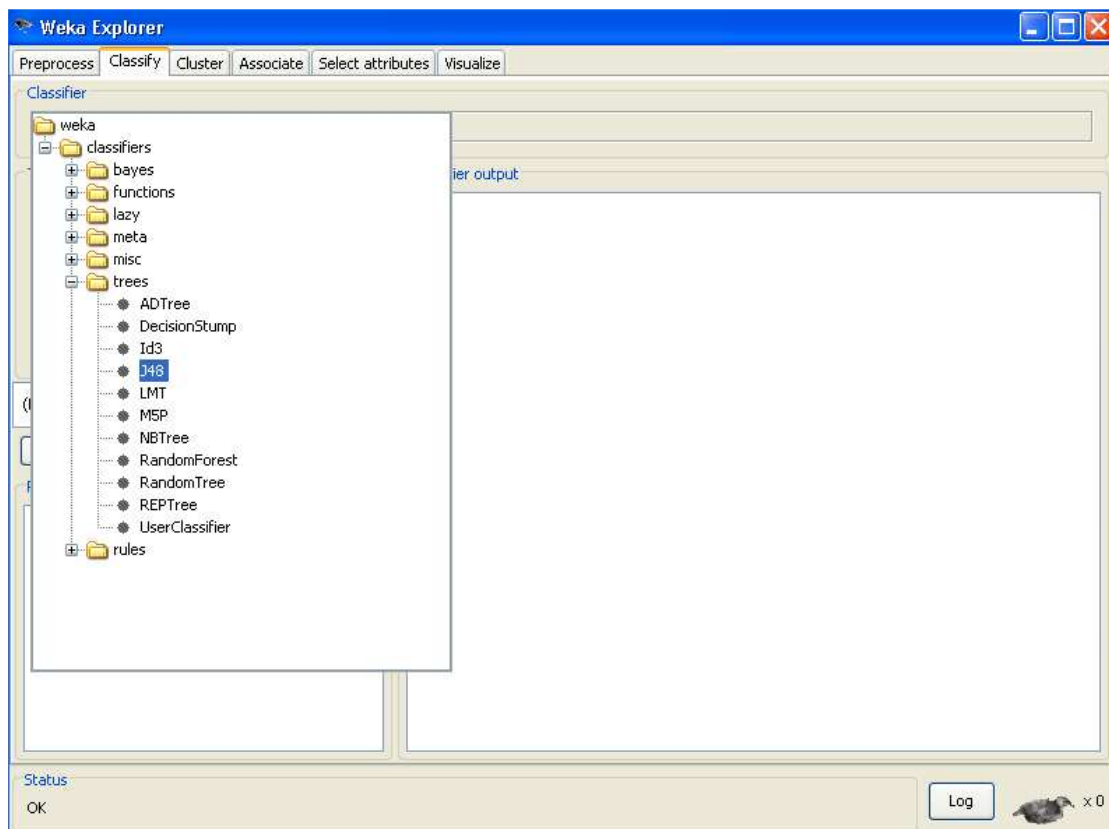 Weka Explorer
Preprocess Classify Cluster Associate Select attributes Visualize
Classifier
weka
classifiers
bayes
functions
lazy
meta
misc
trees
ADTree
DecisionStump
Id3
J48
LMT
M5P
NBTree
RandomForest
RandomTree
REPTree
UserClassifier
rules
output
Status
OK
Log
x 0